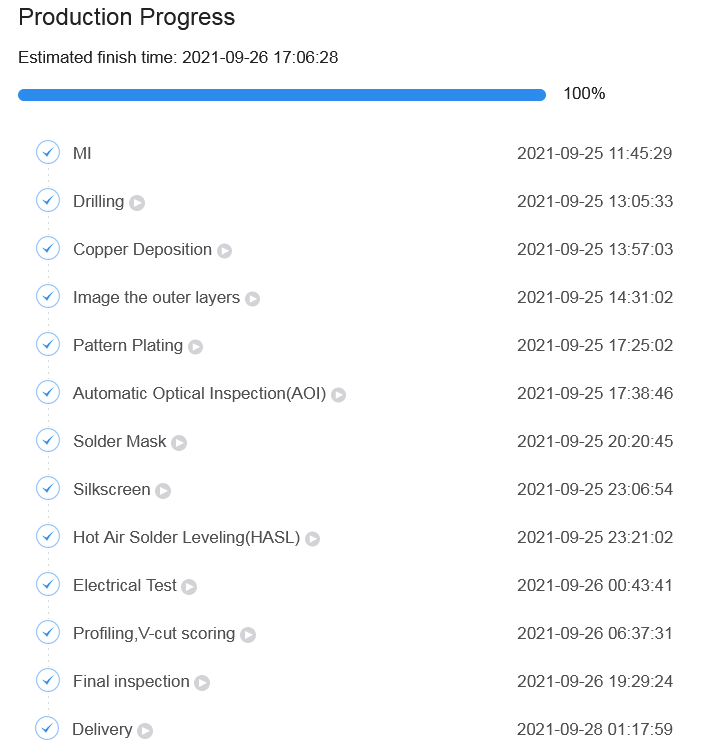 Production Progress
Estimated finish time: 2021-09-26 17:06:28
100%
MI 2021-09-25 11:45:29
Drilling 2021-09-25 13:05:33
Copper Deposition 2021-09-25 13:57:03
Image the outer layers 2021-09-25 14:31:02
Pattern Plating 2021-09-25 17:25:02
Automatic Optical Inspection(AOI) 2021-09-25 17:38:46
Solder Mask 2021-09-25 20:20:45
Silkscreen 2021-09-25 23:06:54
Hot Air Solder Leveling(HASL) 2021-09-25 23:21:02
Electrical Test 2021-09-26 00:43:41
Profiling,V-cut scoring 2021-09-26 06:37:31
Final inspection 2021-09-26 19:29:24
Delivery 2021-09-28 01:17:59